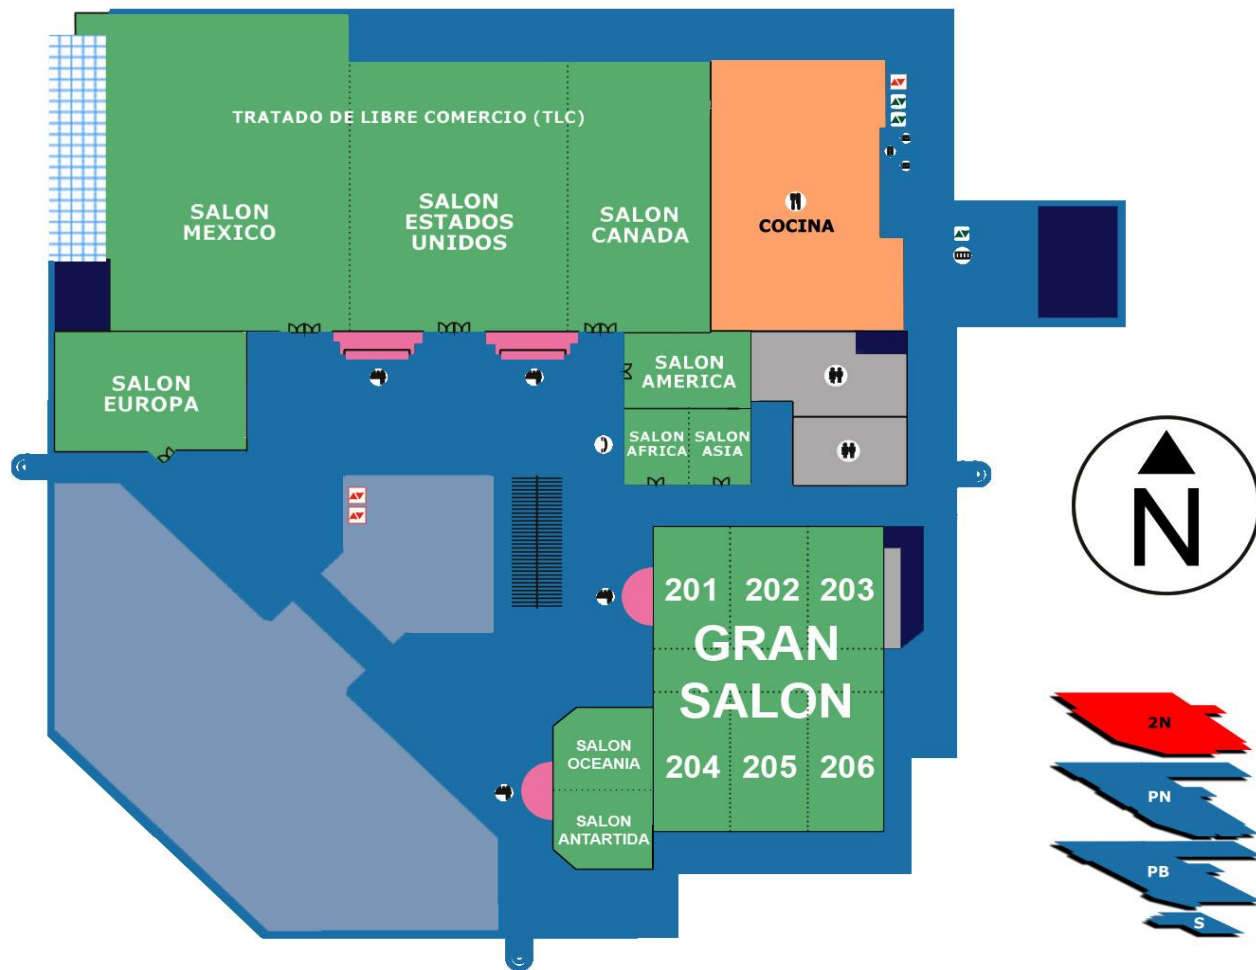 TRATADO DE LIBRE COMERCIO (TLC)
SALON
MEXICO
SALON
ESTADOS
UNIDOS
SALON
CANADA
COCINA
SALON
EUROPA
SALON
AMERICA
SALON
AFRICA
SALON
ASIA
N
201
202
203
GRAN
SALON
204
205
206
SALON
OCEANIA
SALON
ANTARTIDA
2N
PN
PB
S